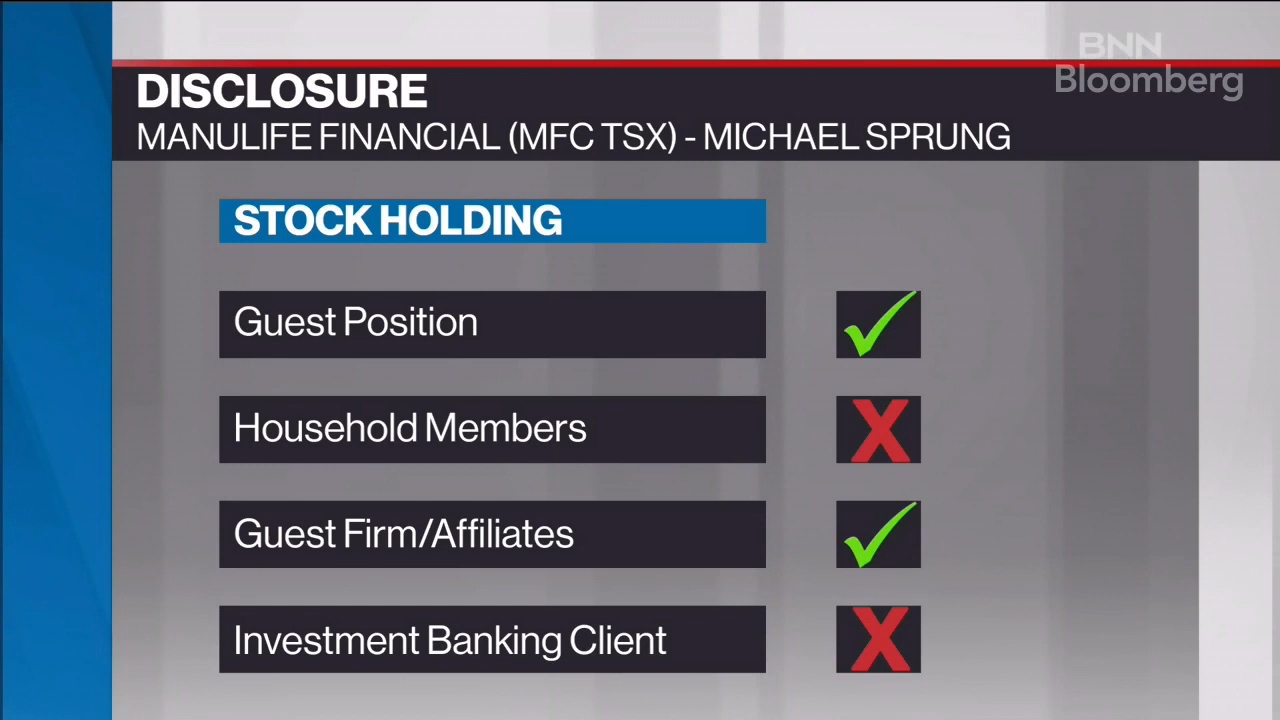 BNN
Bloomberg
DISCLOSURE
MANULIFE FINANCIAL (MFC TSX) - MICHAEL SPRUNG
STOCK HOLDING
Guest Position
Household Members
Guest Firm/Affiliates
Investment Banking Client